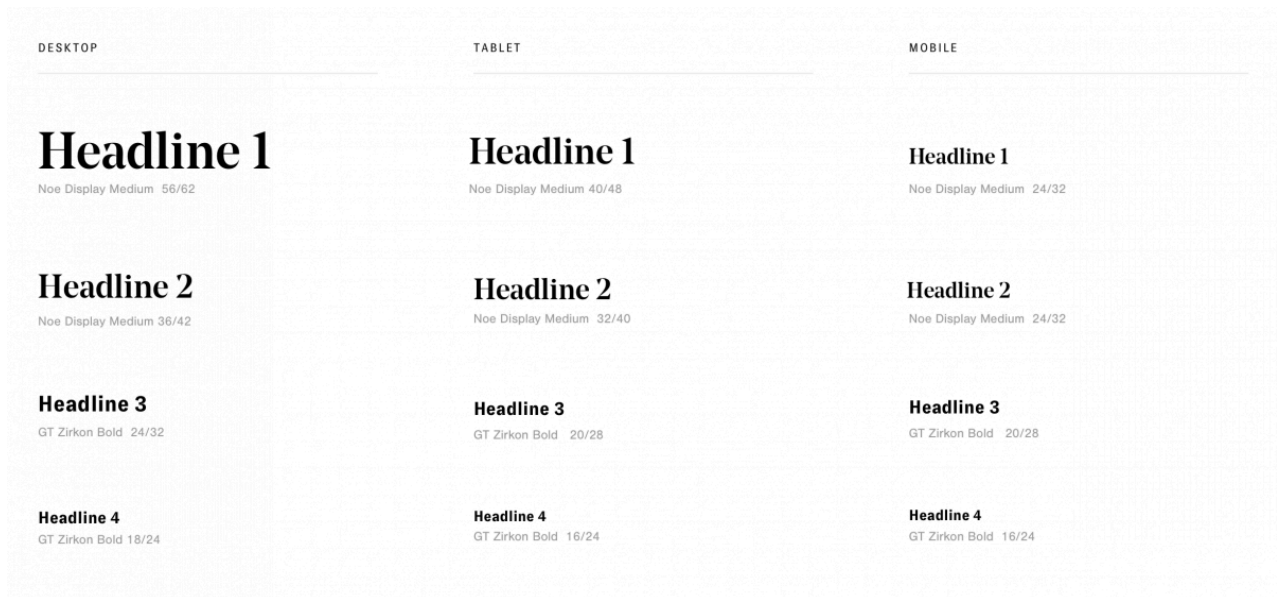 DESKTOP
TABLET
MOBILE
Headline 1
Noe Display Medium 56/62
Headline 1
Noe Display Medium 40/48
Headline 1
Noe Display Medium 24/32
Headline 2
Noe Display Medium 36/42
Headline 2
Noe Display Medium 32/40
Headline 2
Noe Display Medium 24/32
Headline 3
GT Zirkon Bold 24/32
Headline 3
GT Zirkon Bold 20/28
Headline 3
GT Zirkon Bold 20/28
Headline 4
GT Zirkon Bold 18/24
Headline 4
GT Zirkon Bold 16/24
Headline 4
GT Zirkon Bold 16/24